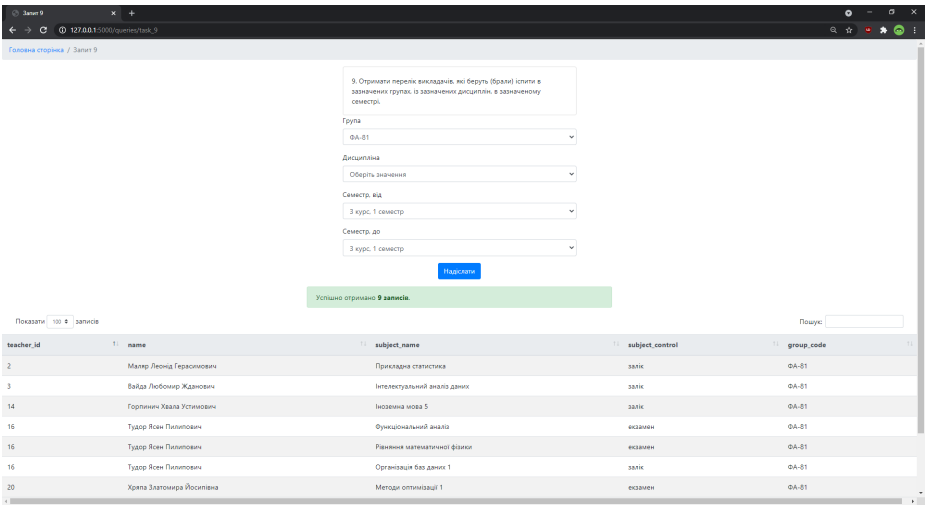 Запит 9
127.0.0.1:5000/queries/task_9
Головна сторінка / Запит 9
9. Отримати перелік викладачів, які беруть (брали) іспити в
зазначених групах, із зазначених дисциплін, в зазначеному
семестрі.
Група
ФА-81
Дисципліна
Оберіть значення
Семестр, від
3 курс, 1 семестр
Семестр, до
3 курс, 1 семестр
Надіслати
Успішно отримано 9 записів.
Показати 100 записів Пошук:
teacher_id name subject_name subject_control group_code
2 Маляр Леонід Герасимович Прикладна статистика залік ФА-81
3 Вайда Любомир Жданович Інтелектуальний аналіз даних залік ФА-81
14 Горпинич Хвала Устимович Іноземна мова 5 залік ФА-81
16 Тудор Ясен Пилипович Функціональний аналіз екзамен ФА-81
16 Тудор Ясен Пилипович Рівняння математичної фізики екзамен ФА-81
16 Тудор Ясен Пилипович Організація баз даних 1 залік ФА-81
20 Хряпа Златомира Йосипівна Методи оптимізації 1 екзамен ФА-81